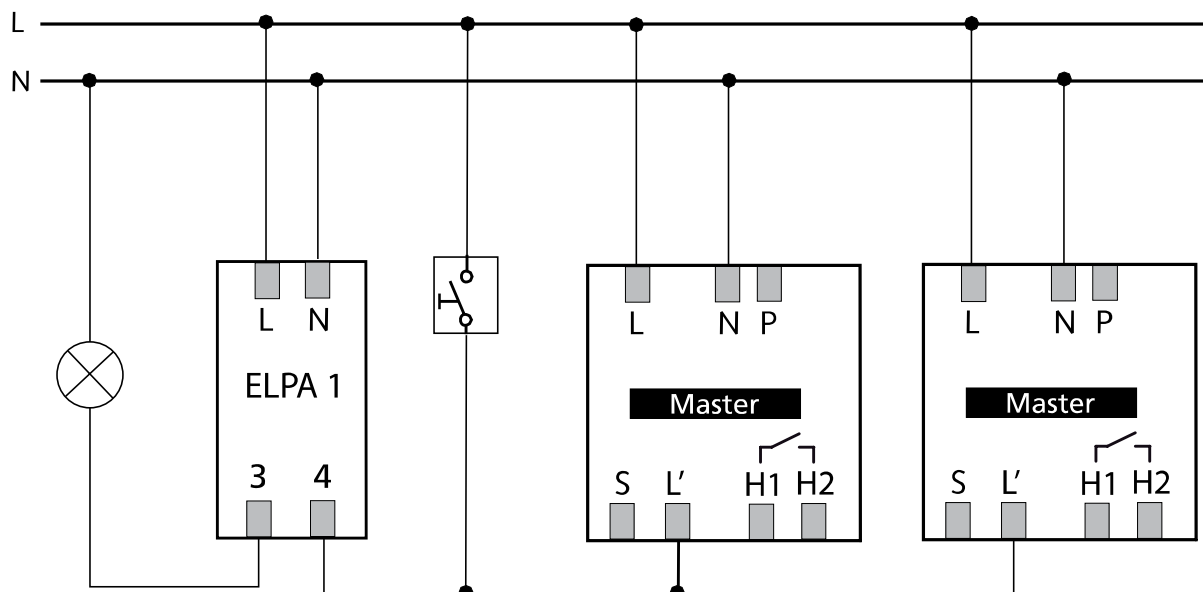 L
N
L N
ELPA 1
3 4
L N P
Master
S L′ H1 H2
L N P
Master
S L′ H1 H2